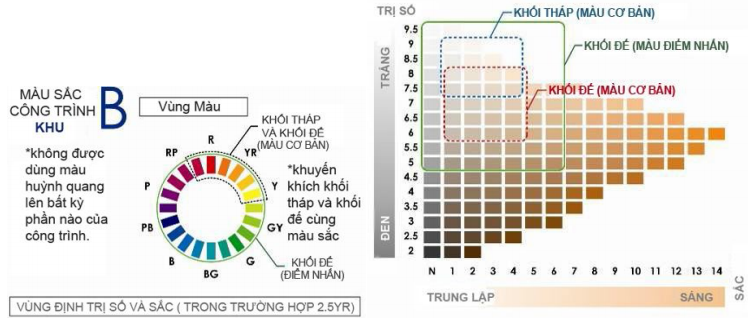 MÀU SẮC
CÔNG TRÌNH
KHU
B
Vùng Màu
*không được
dùng màu
huỳnh quang
lên bất kỳ
phần nào của
công trình.
R
YR
Y
GY
G
BG
B
PB
P
RP
KHỐI THÁP
VÀ KHỐI ĐẾ
(MÀU CƠ BẢN)
*khuyến
khích khối
tháp và khối
đế cùng
màu sắc
KHỐI ĐẾ
(ĐIỂM NHẤN)
VÙNG ĐỊNH TRỊ SỐ VÀ SẮC ( TRONG TRƯỜNG HỢP 2.5YR)
TRỊ SỐ
TRẮNG
ĐEN
9.5
9
8
7.5
7
6.5
6
5.5
5
4.5
4
3.5
3
2.5
2
KHỐI THÁP (MÀU CƠ BẢN)
KHỐI ĐẾ (MÀU ĐIỂM NHẤN)
KHỐI ĐẾ (MÀU CƠ BẢN)
N 1 2 3 4 5 6 7 8 9 10 11 12 13 14
TRUNG LẬP
SÁNG
SẮC